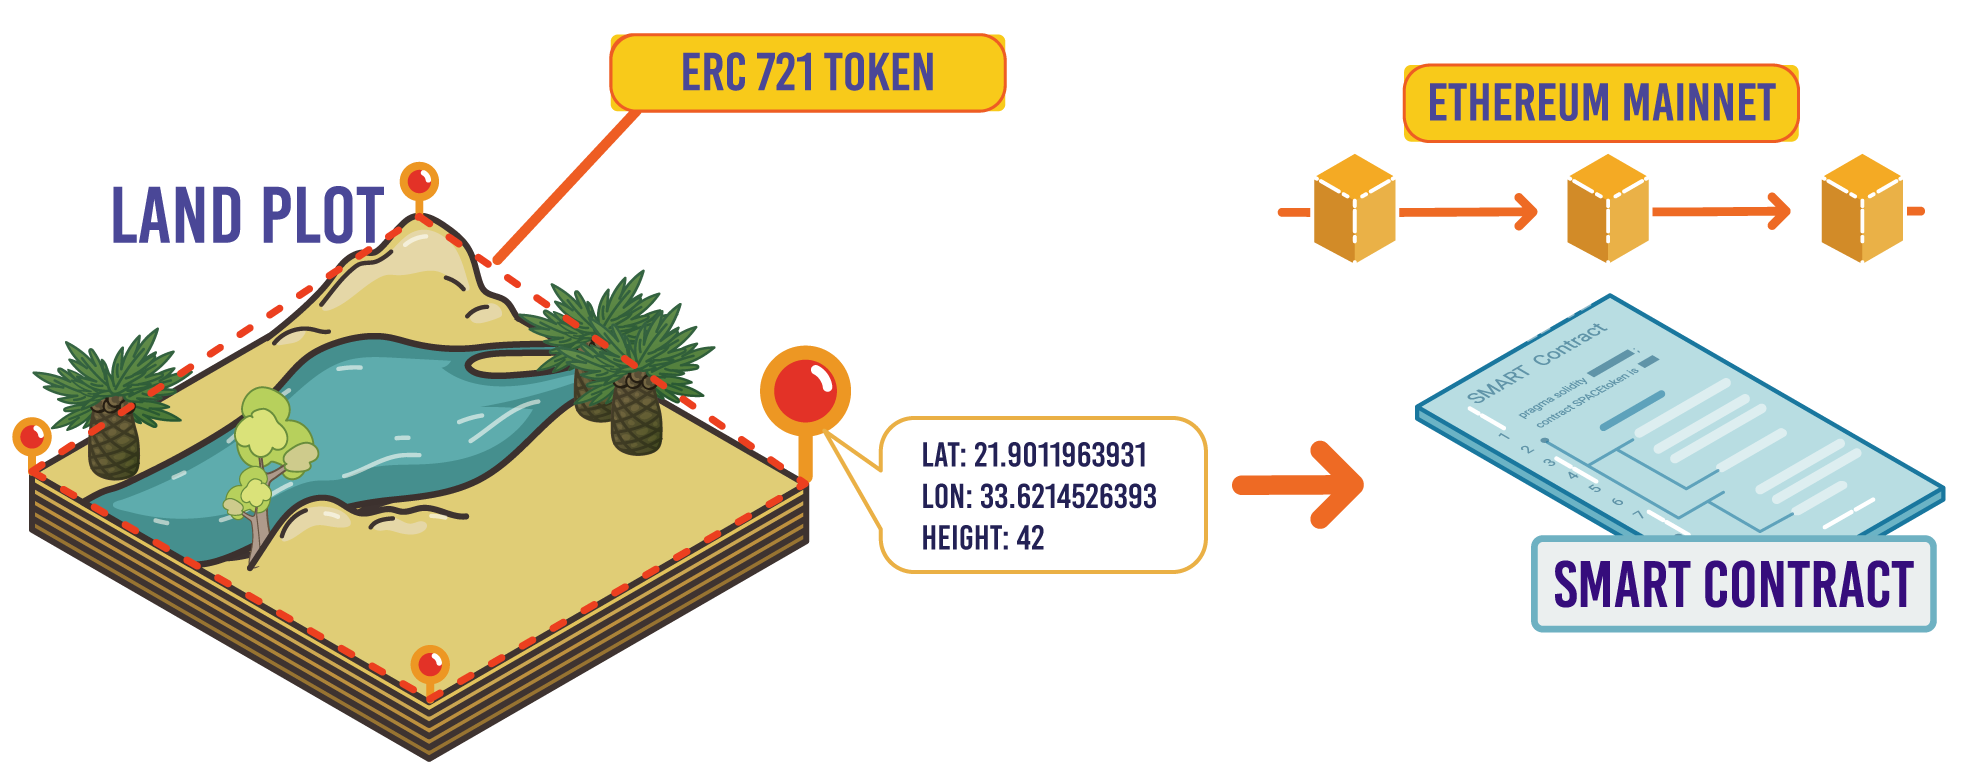 ERC 721 TOKEN
ETHEREUM MAINNET
LAND PLOT
LAT: 21.9011963931
LON: 33.6214526393
HEIGHT: 42
SMART Contract
pragma solidity ;
contract SPACEtoken is
1
2
3
4
5
6
7
SMART CONTRACT